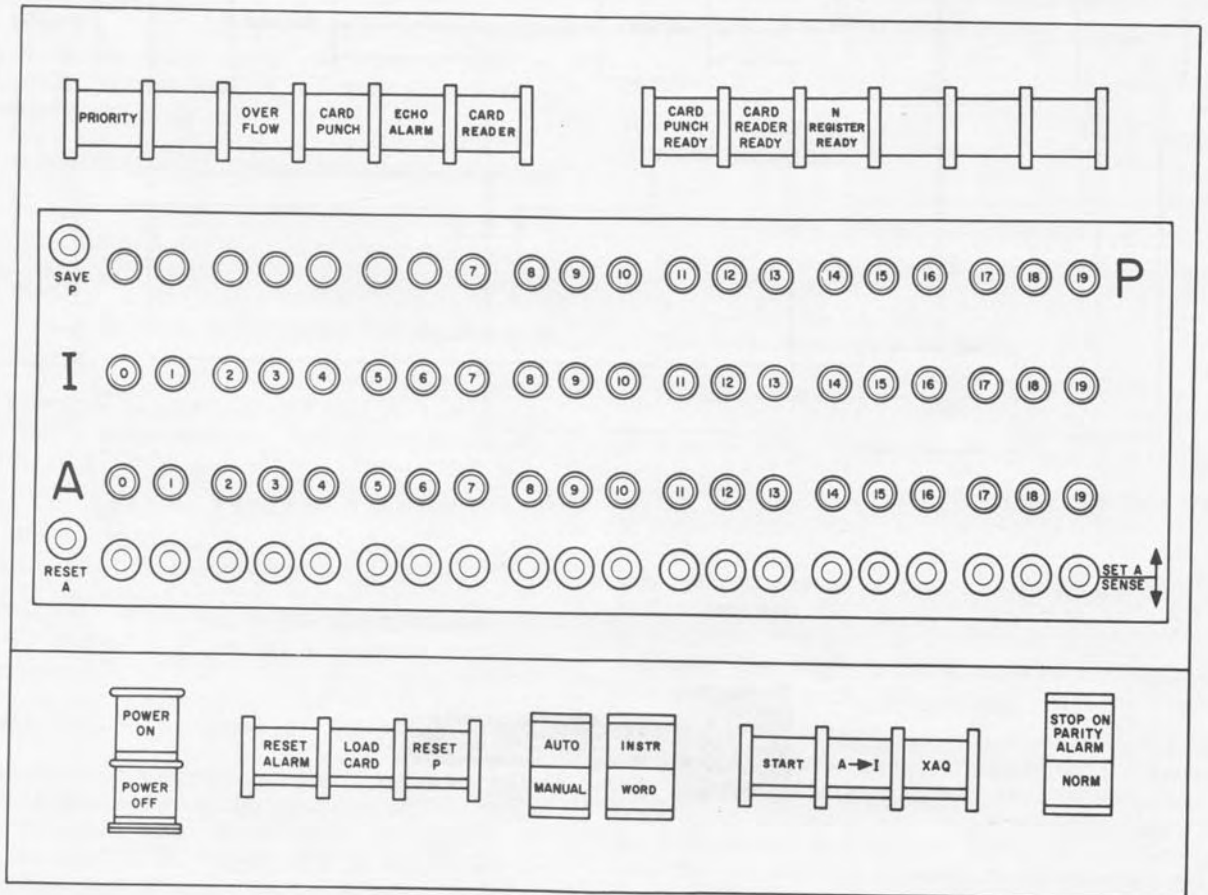 PRIORITY
OVER
FLOW
CARD
PUNCH
ECHO
ALARM
CARD
READER
CARD
PUNCH
READY
CARD
READER
READY
N
REGISTER
READY
SAVE
P
7 8 9 10 11 12 13 14 15 16 17 18 19 P
I 0 1 2 3 4 5 6 7 8 9 10 11 12 13 14 15 16 17 18 19
A 0 1 2 3 4 5 6 7 8 9 10 11 12 13 14 15 16 17 18 19
RESET
A
SET A
SENSE
POWER
ON
POWER
OFF
RESET
ALARM
LOAD
CARD
RESET
P
AUTO
MANUAL
INSTR
WORD
START
A→I
XAQ
STOP ON
PARITY
ALARM
NORM